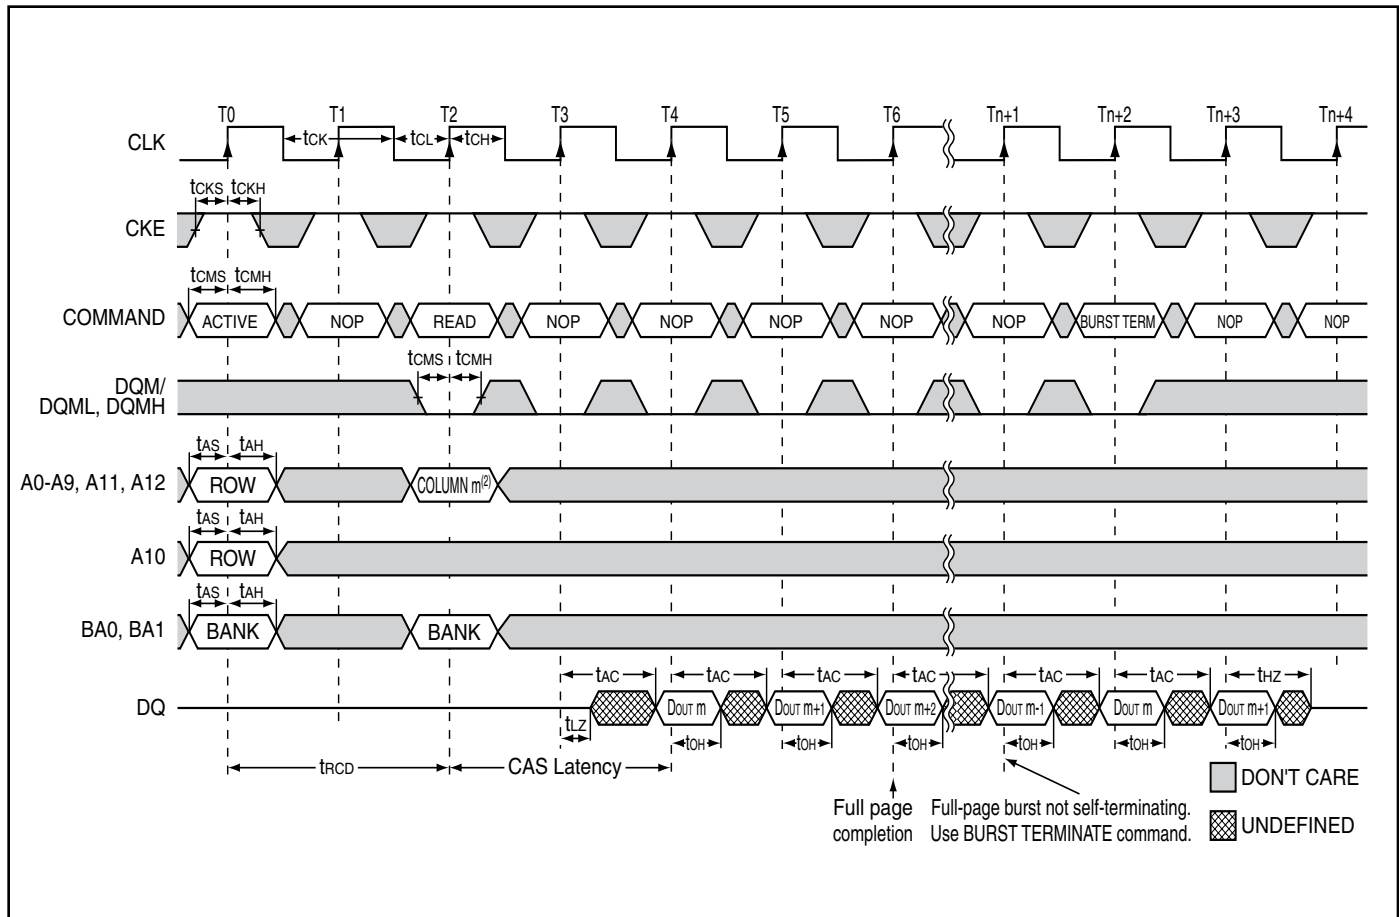 T0 T1 T2 T3 T4 T5 T6 Tn+1 Tn+2 Tn+3 Tn+4
CLK tCK tCL tCH
tCKS tCKH
CKE
tCMS tCMH
COMMAND ACTIVE NOP READ NOP NOP NOP NOP NOP BURST TERM NOP NOP
tCMS tCMH
DQM/
DQML, DQMH
tAS tAH
A0-A9, A11, A12 ROW COLUMN m(2)
tAS tAH
A10 ROW
tAS tAH
BA0, BA1 BANK BANK
tAC tAC tAC tAC tAC tAC tHZ
DQ DOUT m DOUT m+1 DOUT m+2 DOUT m-1 DOUT m DOUT m+1
tLZ tOH tOH tOH tOH tOH tOH
tRCD CAS Latency
DON'T CARE
Full page Full-page burst not self-terminating.
completion Use BURST TERMINATE command.
UNDEFINED